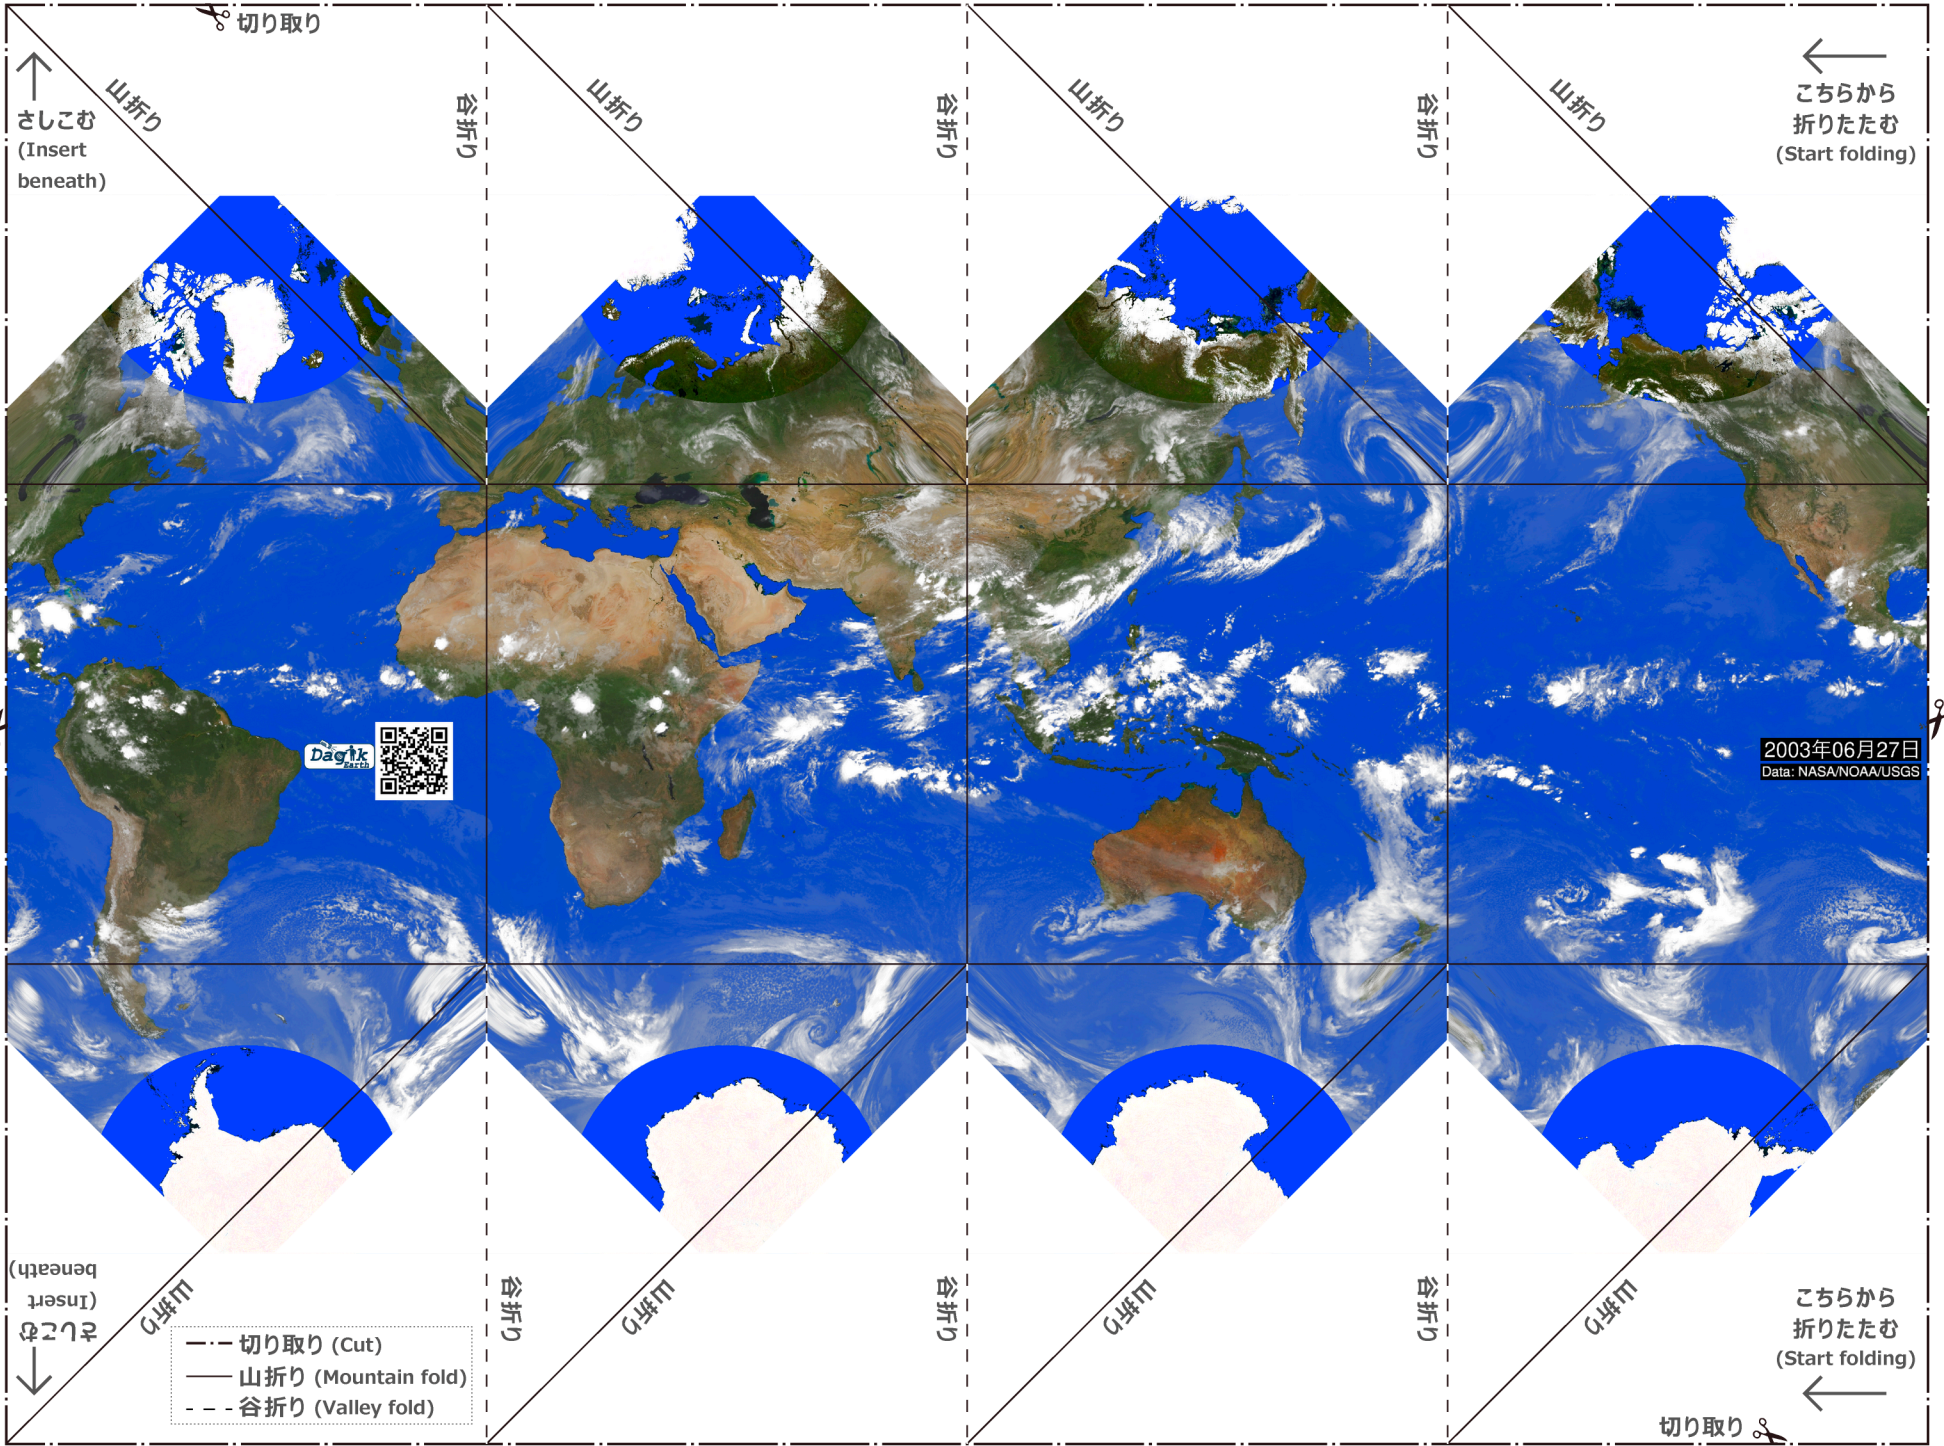 切り取り
山折り
谷折り
山折り
谷折り
山折り
谷折り
山折り
さしこむ
(Insert
beneath)
こちらから
折りたたむ
(Start folding)
Dagik
Earth
2003年06月27日
Data: NASA/NOAA/USGS
さしこむ
(Insert
beneath)
山折り
谷折り
山折り
谷折り
山折り
谷折り
山折り
こちらから
折りたたむ
(Start folding)
切り取り (Cut)
山折り (Mountain fold)
谷折り (Valley fold)
切り取り